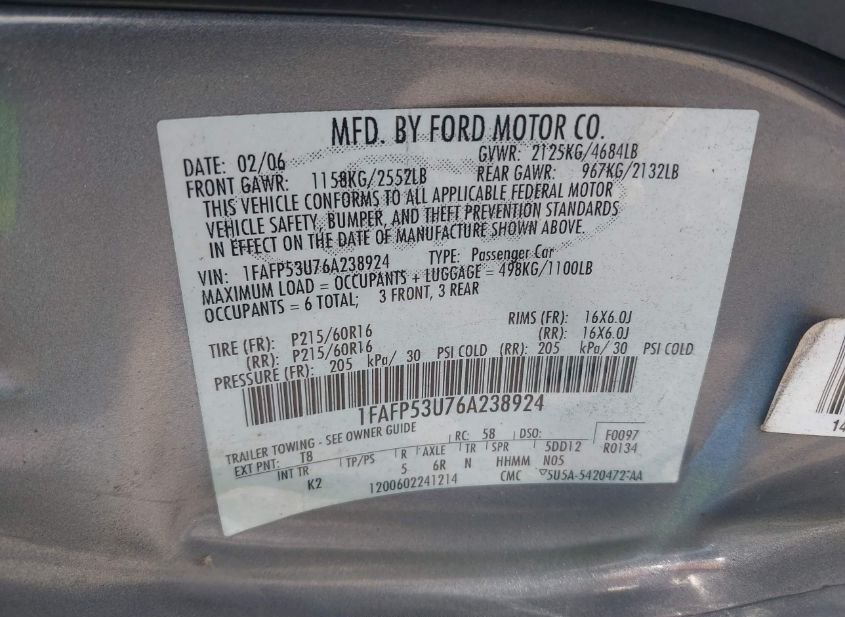 MFD. BY FORD MOTOR CO.
DATE: 02/06 GVWR: 2125KG/4684LB
FRONT GAWR: 1158KG/2552LB REAR GAWR: 967KG/2132LB
THIS VEHICLE CONFORMS TO ALL APPLICABLE FEDERAL MOTOR
VEHICLE SAFETY, BUMPER, AND THEFT PREVENTION STANDARDS
IN EFFECT ON THE DATE OF MANUFACTURE SHOWN ABOVE.
VIN: 1FAFP53U76A238924 TYPE: Passenger Car
MAXIMUM LOAD = OCCUPANTS + LUGGAGE = 498KG/1100LB
OCCUPANTS = 6 TOTAL; 3 FRONT, 3 REAR
TIRE (FR): P215/60R16 RIMS (FR): 16X6.0J
(RR): P215/60R16 (RR): 16X6.0J
PRESSURE (FR): 205 kPa/ 30 PSI COLD (RR): 205 kPa/ 30 PSI COLD
1FAFP53U76A238924
TRAILER TOWING - SEE OWNER GUIDE RC: 58 DSO: F0097
EXT PNT: T8 TP/PS R AXLE TR SPR 5DD12 R0134
INT TR 5 6R N HHMM N05
K2 1200602241214 CMC ▽5U5A-5420472-AA
14